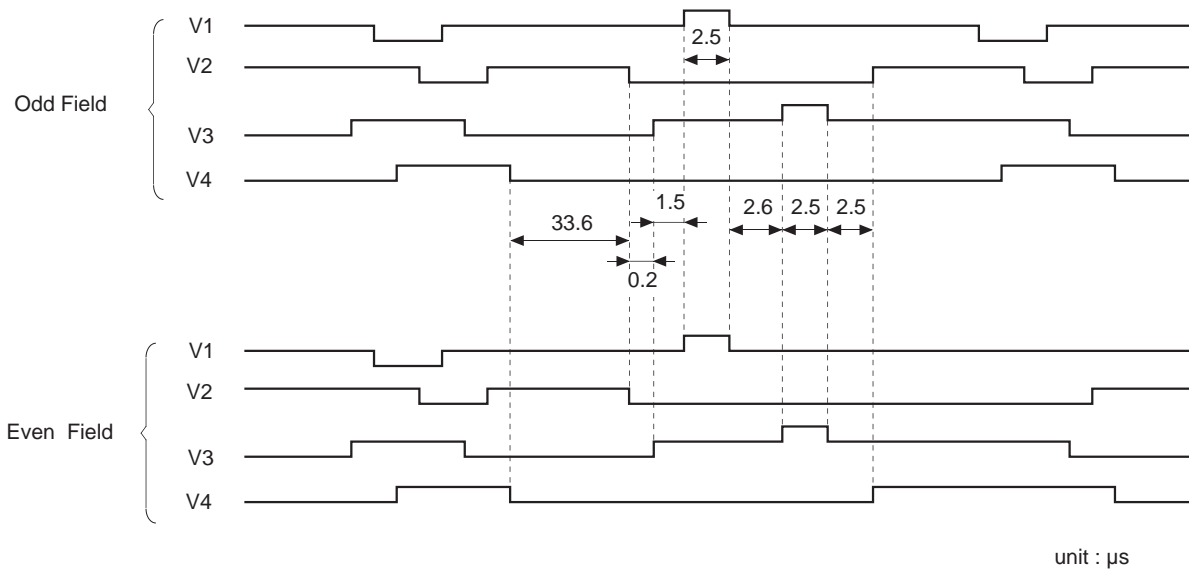 V1
2.5
V2
Odd Field
V3
V4
1.5
2.6
2.5
2.5
33.6
0.2
V1
V2
Even Field
V3
V4
unit : µs